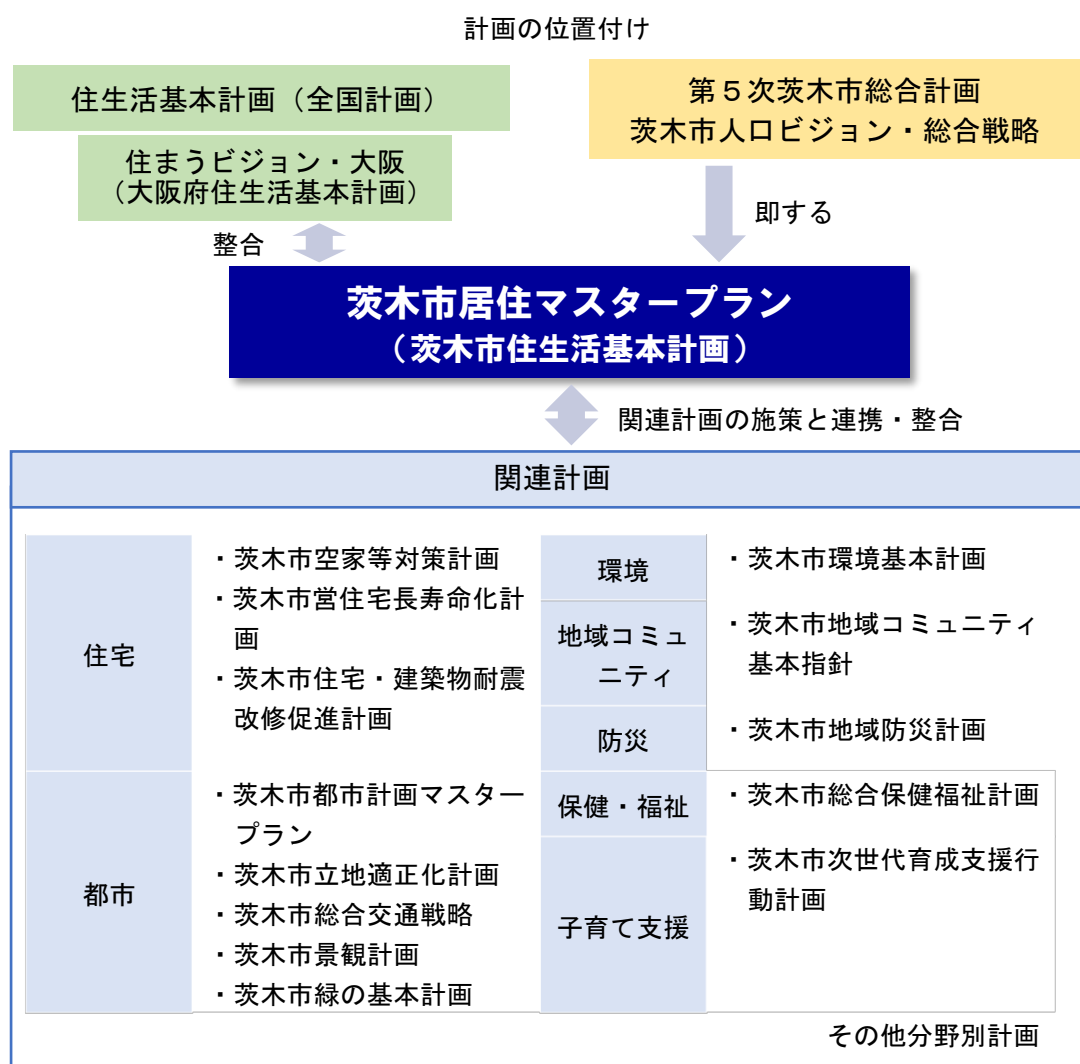 計画の位置付け
住生活基本計画（全国計画）
住まうビジョン・大阪
（大阪府住生活基本計画）
第５次茨木市総合計画
茨木市人口ビジョン・総合戦略
整合
即する
茨木市居住マスタープラン
（茨木市住生活基本計画）
関連計画の施策と連携・整合
関連計画
住宅
・茨木市空家等対策計画
・茨木市営住宅長寿命化計
画
・茨木市住宅・建築物耐震
改修促進計画
都市
・茨木市都市計画マスター
プラン
・茨木市立地適正化計画
・茨木市総合交通戦略
・茨木市景観計画
・茨木市緑の基本計画
環境
・茨木市環境基本計画
地域コミュ
ニティ
・茨木市地域コミュニティ
基本指針
防災
・茨木市地域防災計画
保健・福祉
・茨木市総合保健福祉計画
子育て支援
・茨木市次世代育成支援行
動計画
その他分野別計画